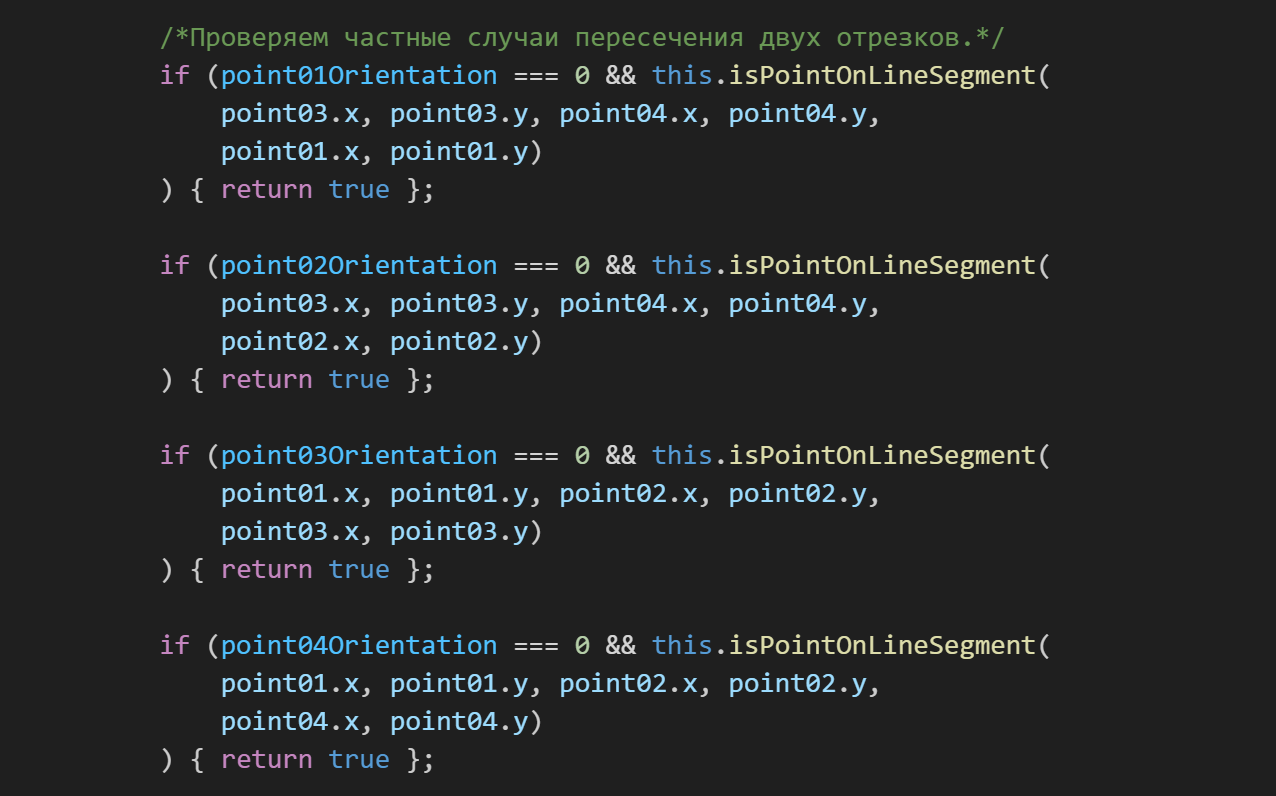 /*Проверяем частные случаи пересечения двух отрезков.*/
if (point01Orientation === 0 && this.isPointOnLineSegment(
point03.x, point03.y, point04.x, point04.y,
point01.x, point01.y)
) { return true };
if (point02Orientation === 0 && this.isPointOnLineSegment(
point03.x, point03.y, point04.x, point04.y,
point02.x, point02.y)
) { return true };
if (point03Orientation === 0 && this.isPointOnLineSegment(
point01.x, point01.y, point02.x, point02.y,
point03.x, point03.y)
) { return true };
if (point04Orientation === 0 && this.isPointOnLineSegment(
point01.x, point01.y, point02.x, point02.y,
point04.x, point04.y)
) { return true };